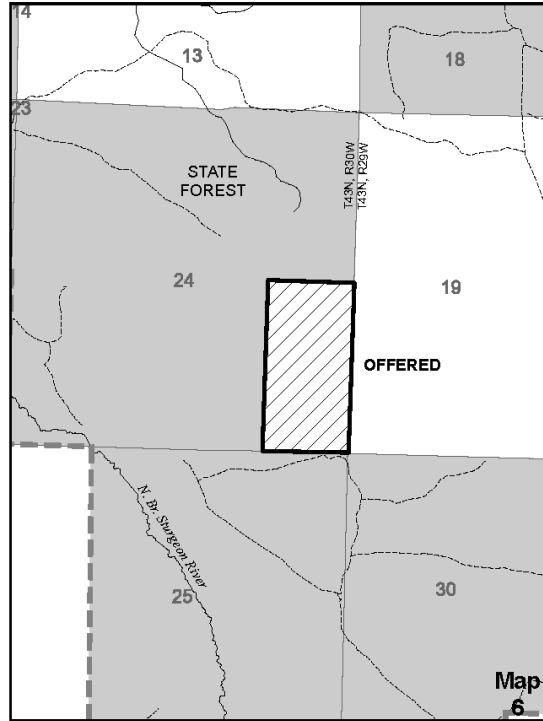 14
13
18
23
STATE
FOREST
T43N, R30W
T43N, R29W
24
19
OFFERED
N. Br. Sturgeon River
25
30
Map
6